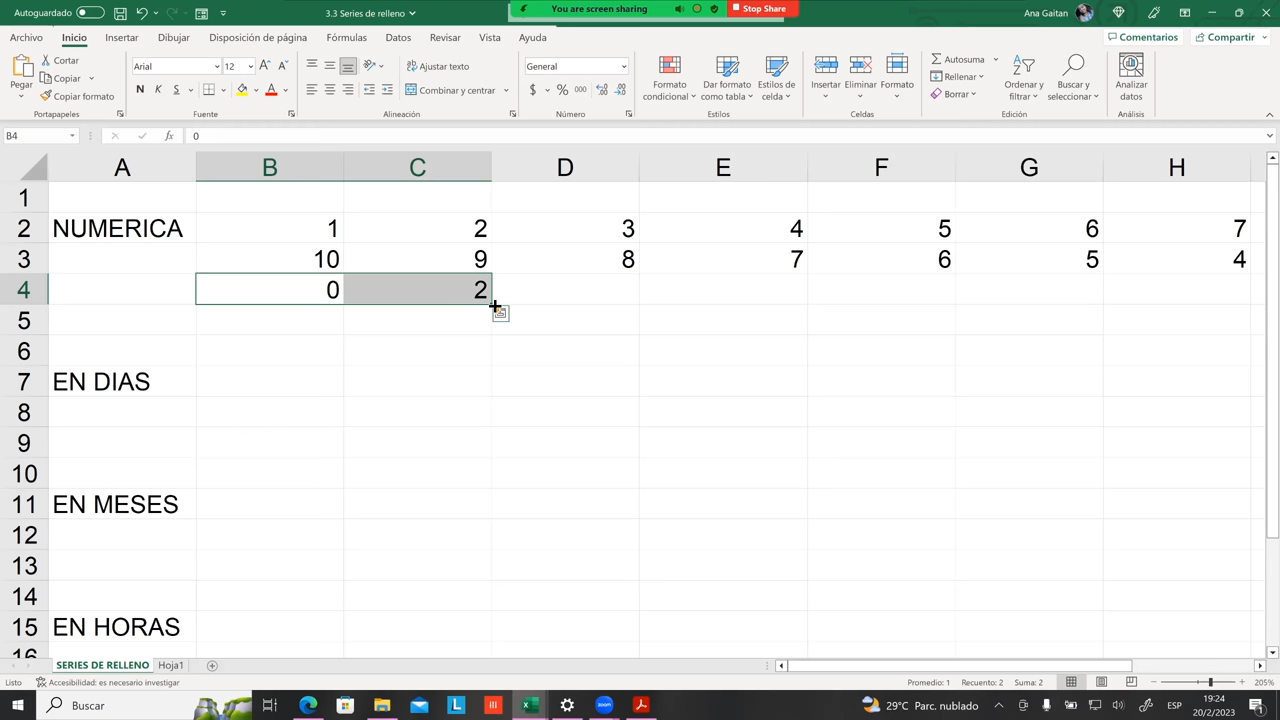 Autoguardado
3.3 Series de relleno
You are screen sharing
Stop Share
Ana Gaitan
Archivo Inicio Insertar Dibujar Disposición de página Fórmulas Datos Revisar Vista Ayuda
Comentarios Compartir
Pegar
Cortar
Copiar
Copiar formato
Arial 12 A A
N K S A
Ajustar texto
Combinar y centrar
General
$ % 000
Formato condicional
Dar formato como tabla
Estilos de celda
Insertar
Eliminar
Formato
Autosuma
Rellenar
Borrar
Ordenar y filtrar
Buscar y seleccionar
Analizar datos
Portapapeles Fuente Alineación Número Estilos Celdas Edición Análisis
B4 fx 0
A B C D E F G H
1
2 NUMERICA 1 2 3 4 5 6 7
3 10 9 8 7 6 5 4
4 0 2
5
6
7 EN DIAS
8
9
10
11 EN MESES
12
13
14
15 EN HORAS
16
SERIES DE RELLENO Hoja1
Listo Accesibilidad: es necesario investigar Promedio: 1 Recuento: 2 Suma: 2 205%
Buscar
29°C Parc. nublado
ESP
19:24
20/2/2023